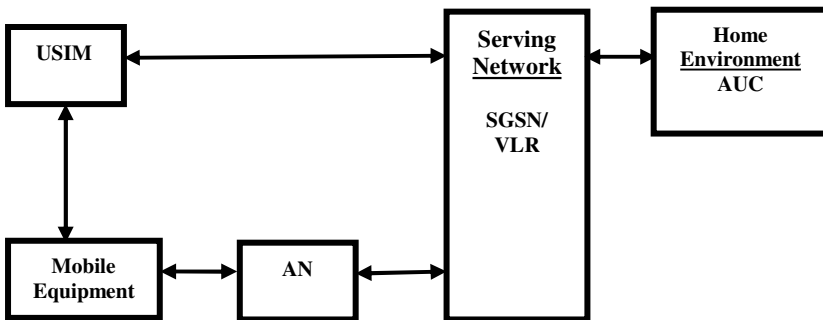 USIM
Serving
Network
SGSN/
VLR
Home
Environment
AUC
Mobile
Equipment
AN